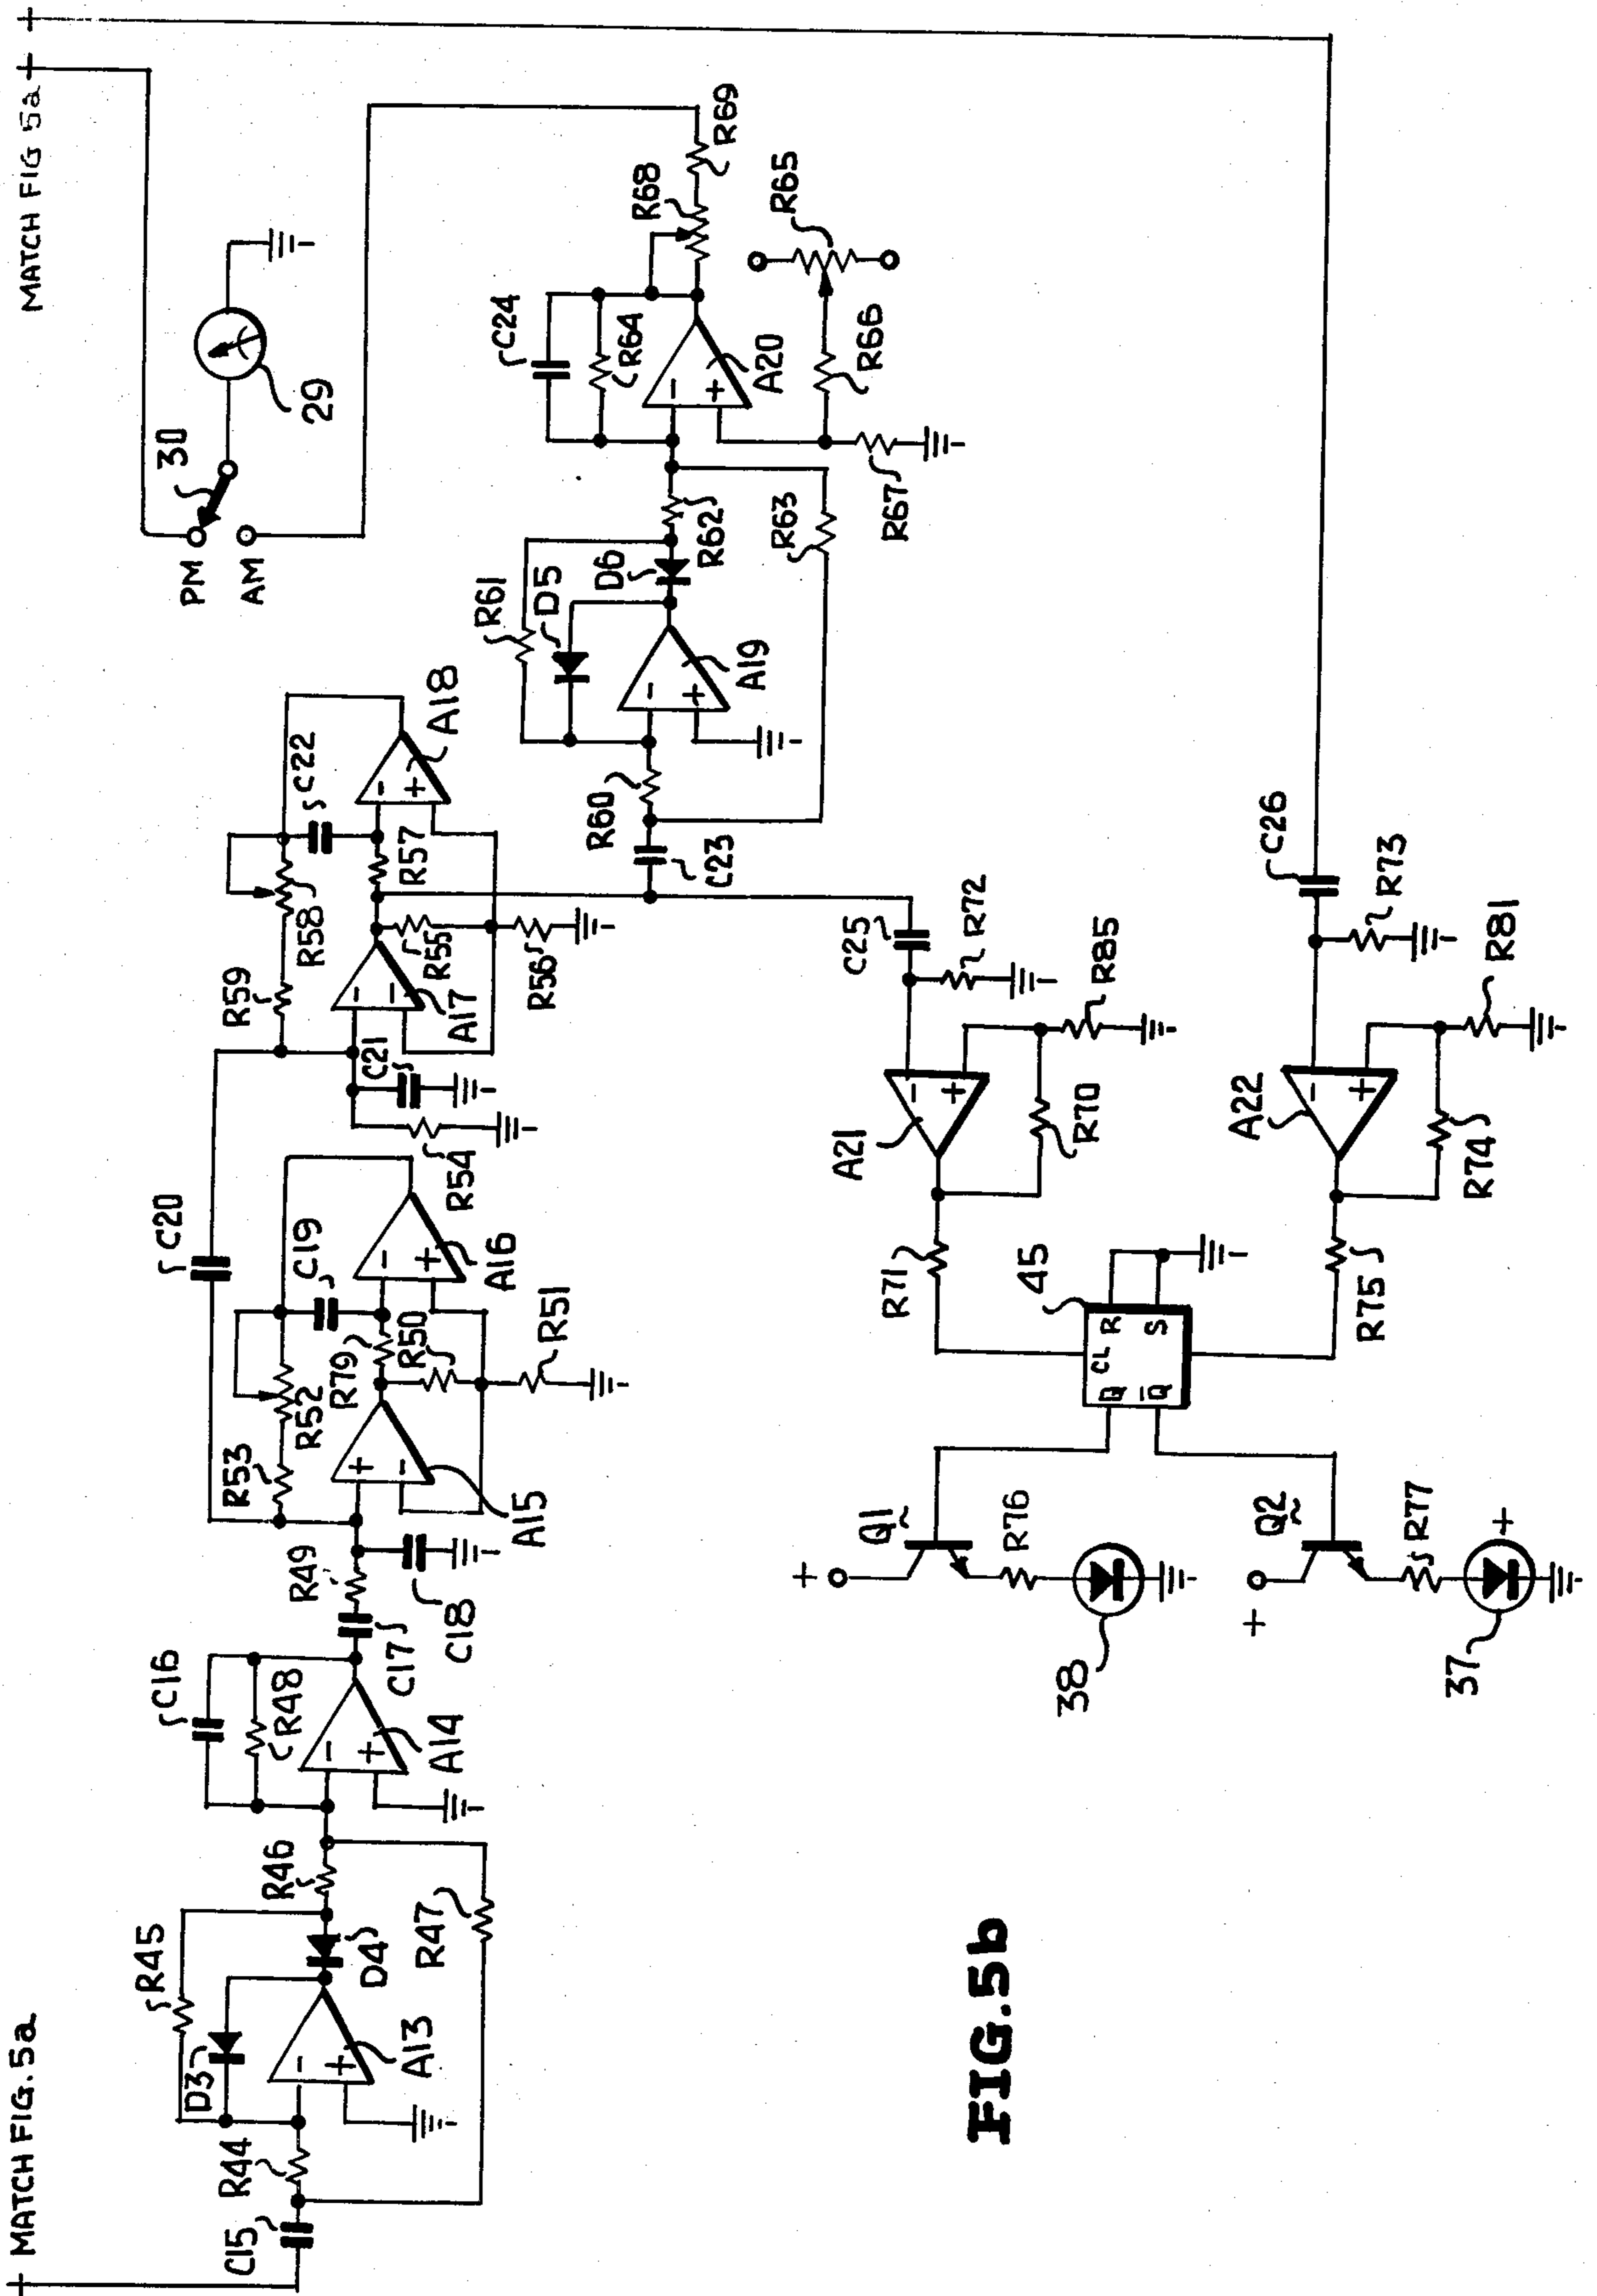 MATCH FIG. 5a
MATCH FIG 5a
C15
R44
R45
D3
A13
D4
R46
R47
C16
R48
A14
C17
R49
C18
R53
R52
C19
R79
R50
R51
A15
A16
C20
R54
C21
R59
R58
C22
R57
R55
R56
A17
A18
PM
AM
30
29
R61
D5
D6
R60
C23
A19
R62
R63
C24
R64
A20
R68
R69
R65
R66
R67
C25
R72
R85
A21
R70
R71
C26
R73
R81
A22
R74
R75
45
CL
R
S
Q
Q̅
Q1
R76
38
Q2
R77
37
FIG.5b